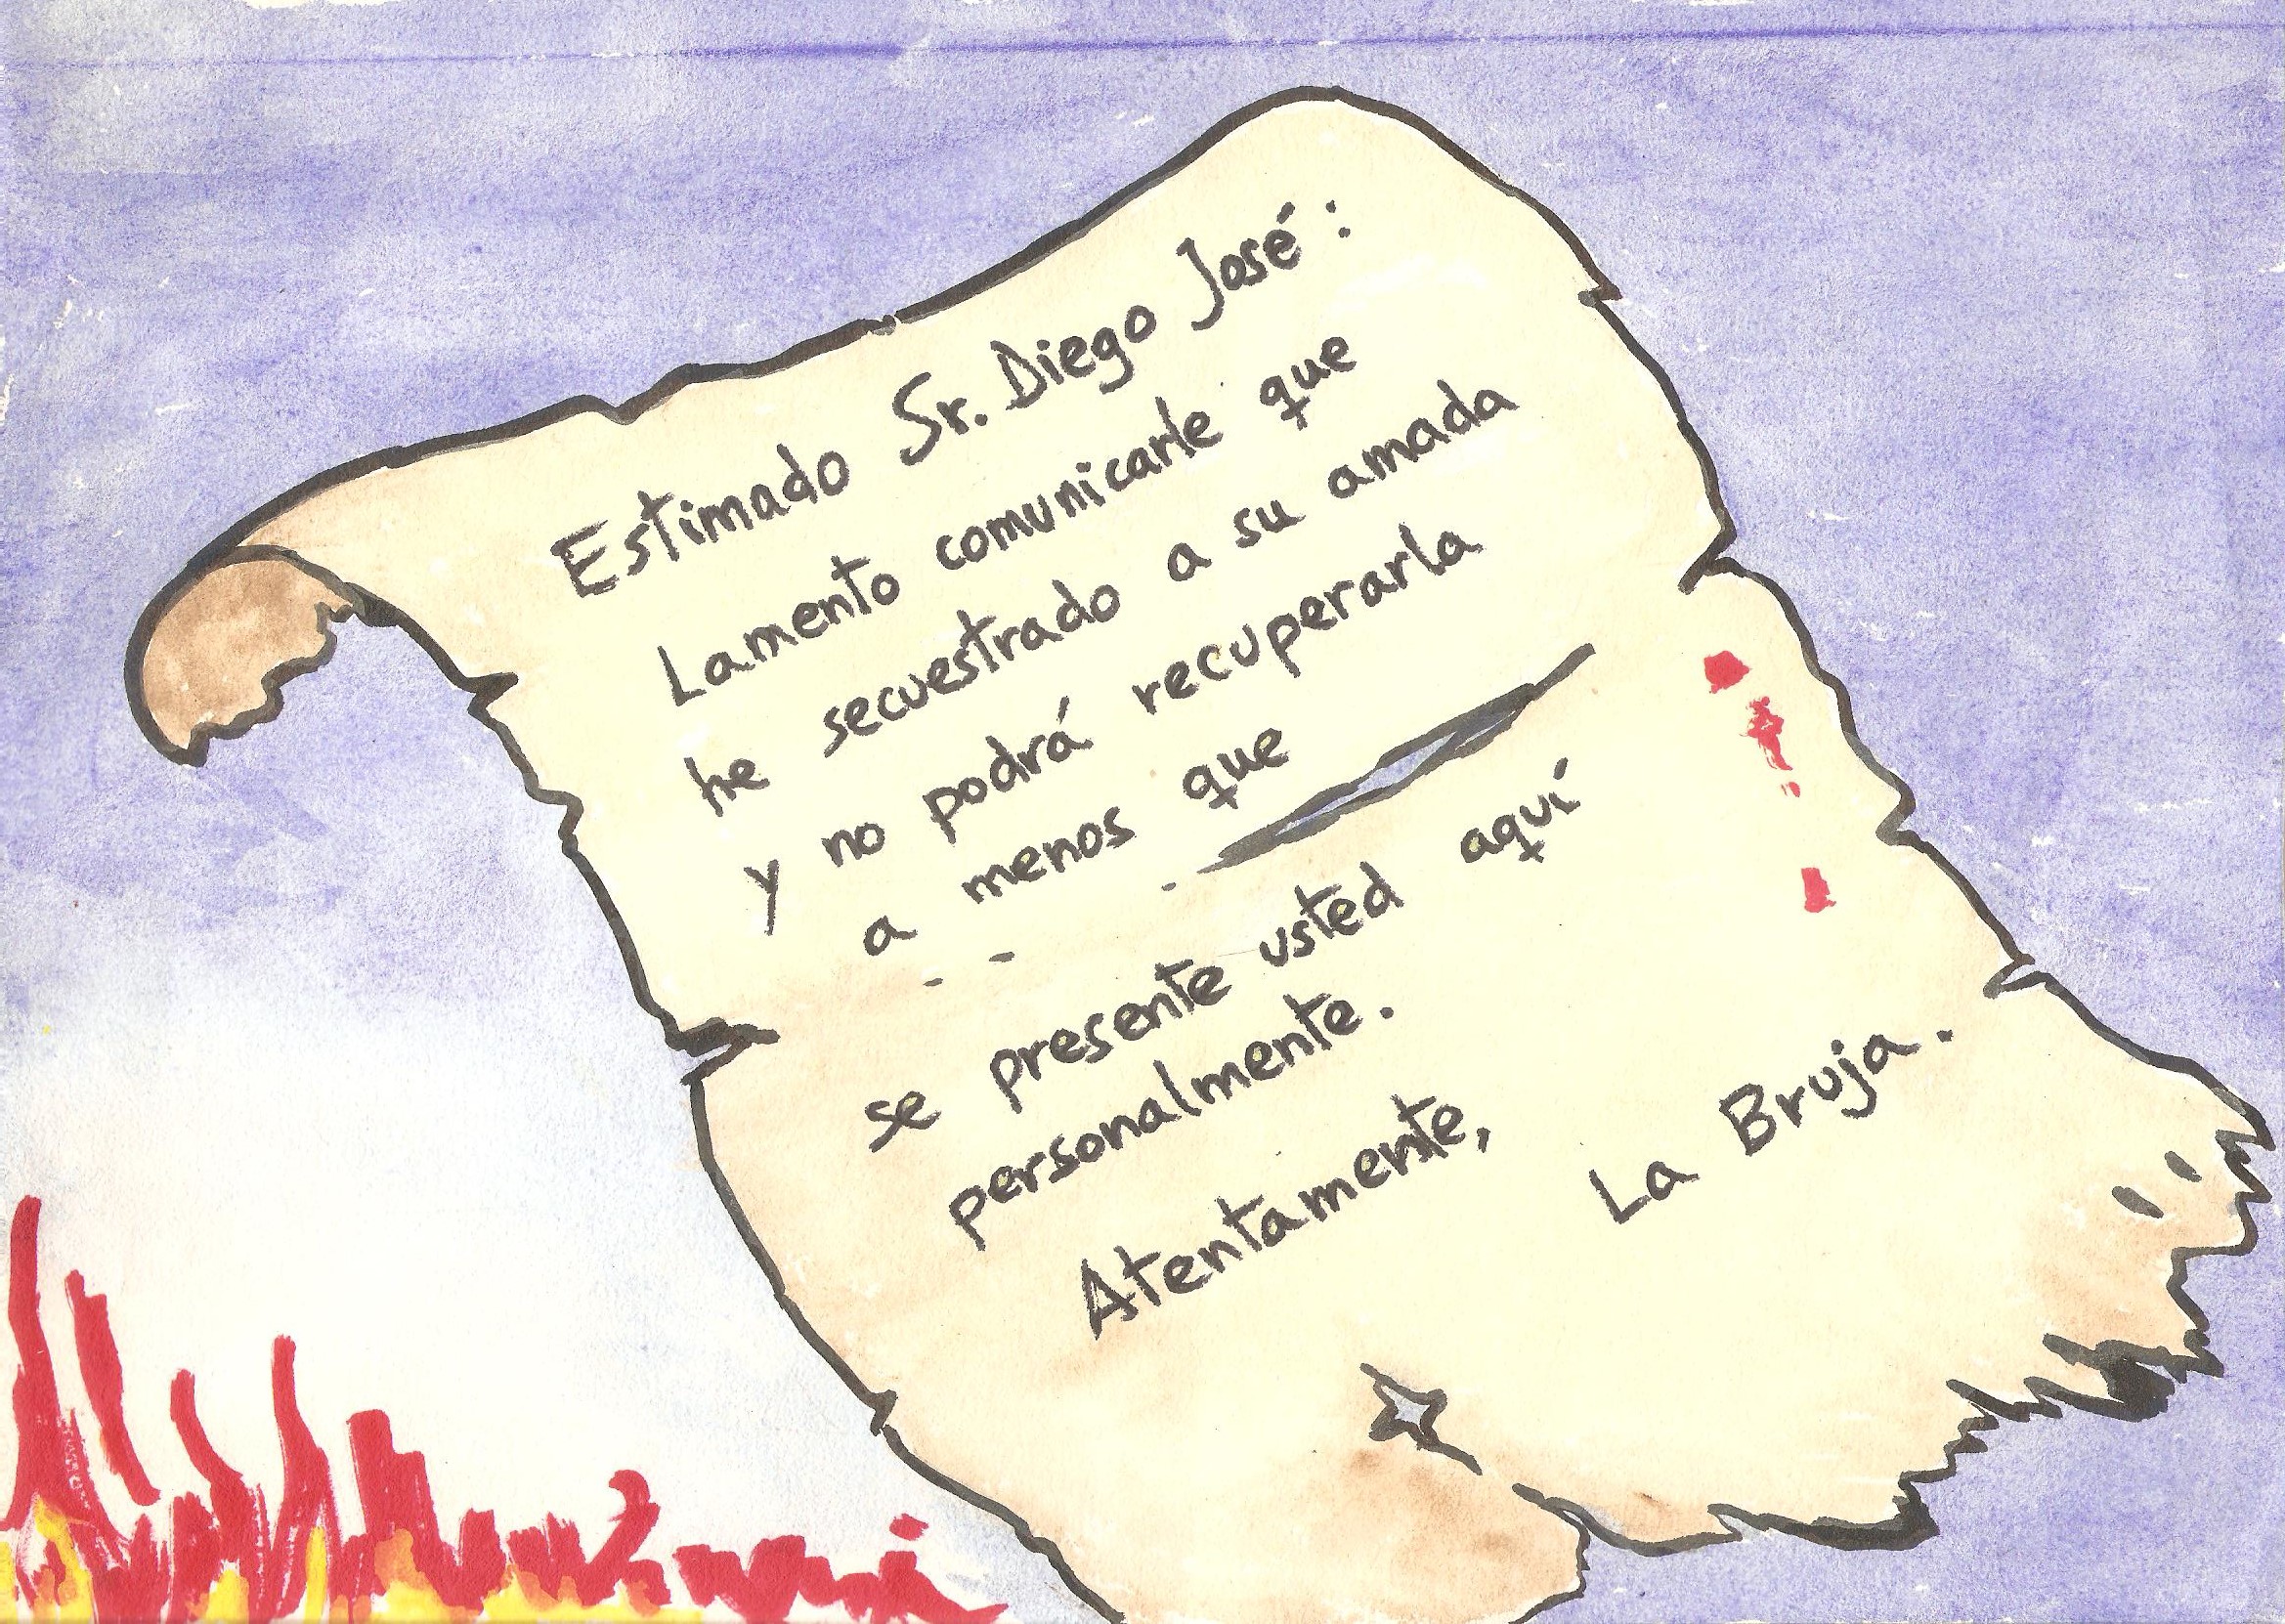 Estimado Sr. Diego José:
Lamento comunicarle que
he secuestrado a su amada
y no podrá recuperarla
a menos que
se presente usted aquí
personalmente.
Atentamente,
La Bruja.